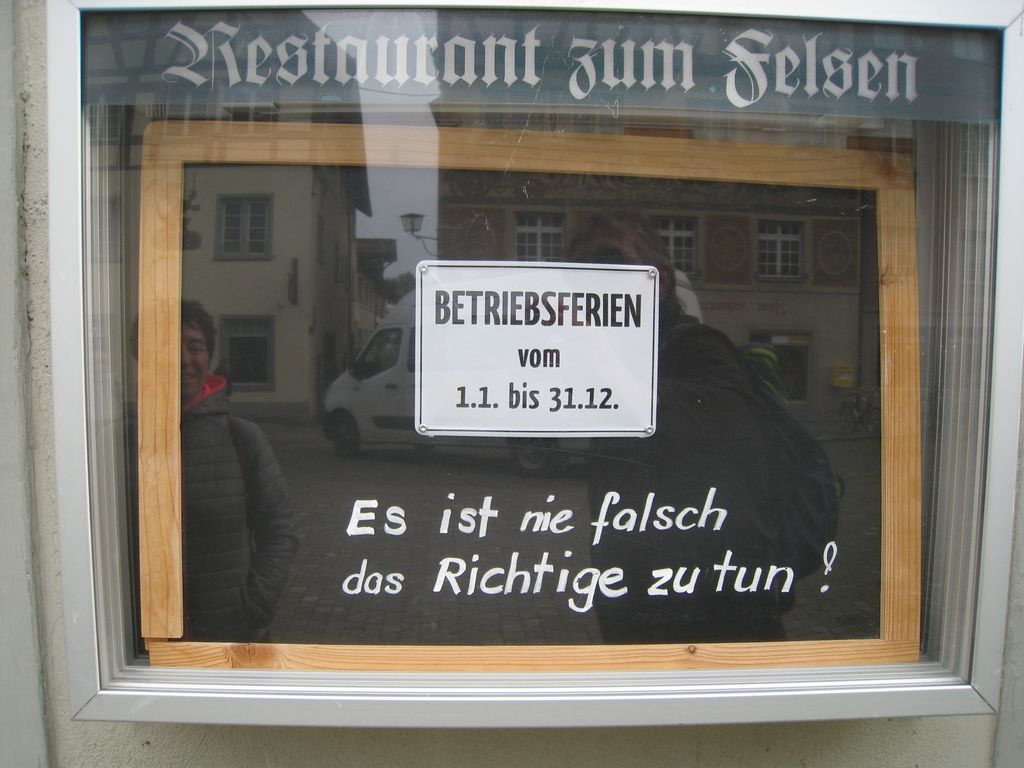 Restaurant zum Felsen
BETRIEBSFERIEN
vom
1.1. bis 31.12.
Es ist nie falsch
das Richtige zu tun !